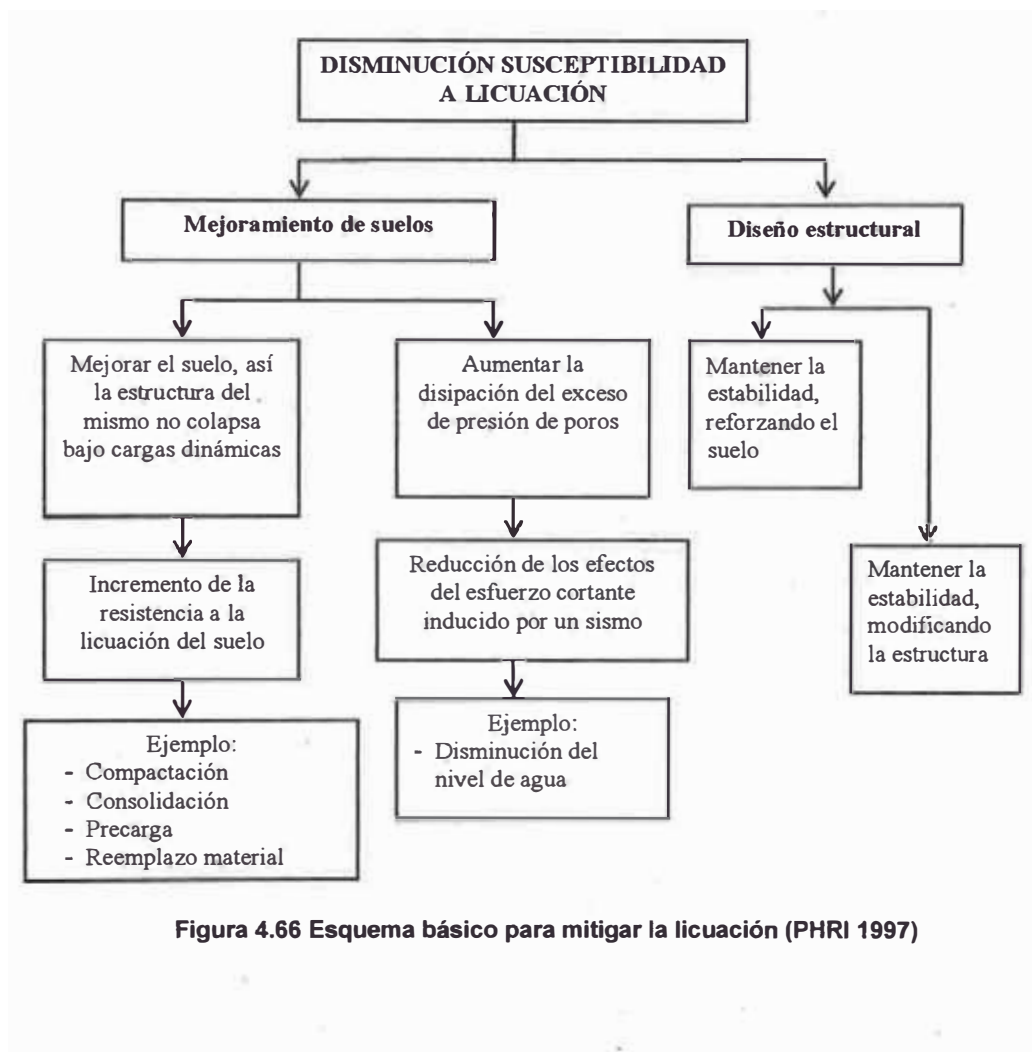 DISMINUCIÓN SUSCEPTIBILIDAD
A LICUACIÓN
Mejoramiento de suelos
Diseño estructural
Mejorar el suelo, así
la estructura del
mismo no colapsa
bajo cargas dinámicas
Aumentar la
disipación del exceso
de presión de poros
Mantener la
estabilidad,
reforzando el
suelo
Incremento de la
resistencia a la
licuación del suelo
Reducción de los efectos
del esfuerzo cortante
inducido por un sismo
Mantener la
estabilidad,
modificando
la estructura
Ejemplo:
- Compactación
- Consolidación
- Precarga
- Reemplazo material
Ejemplo:
- Disminución del
nivel de agua
Figura 4.66 Esquema básico para mitigar la licuación (PHRI 1997)